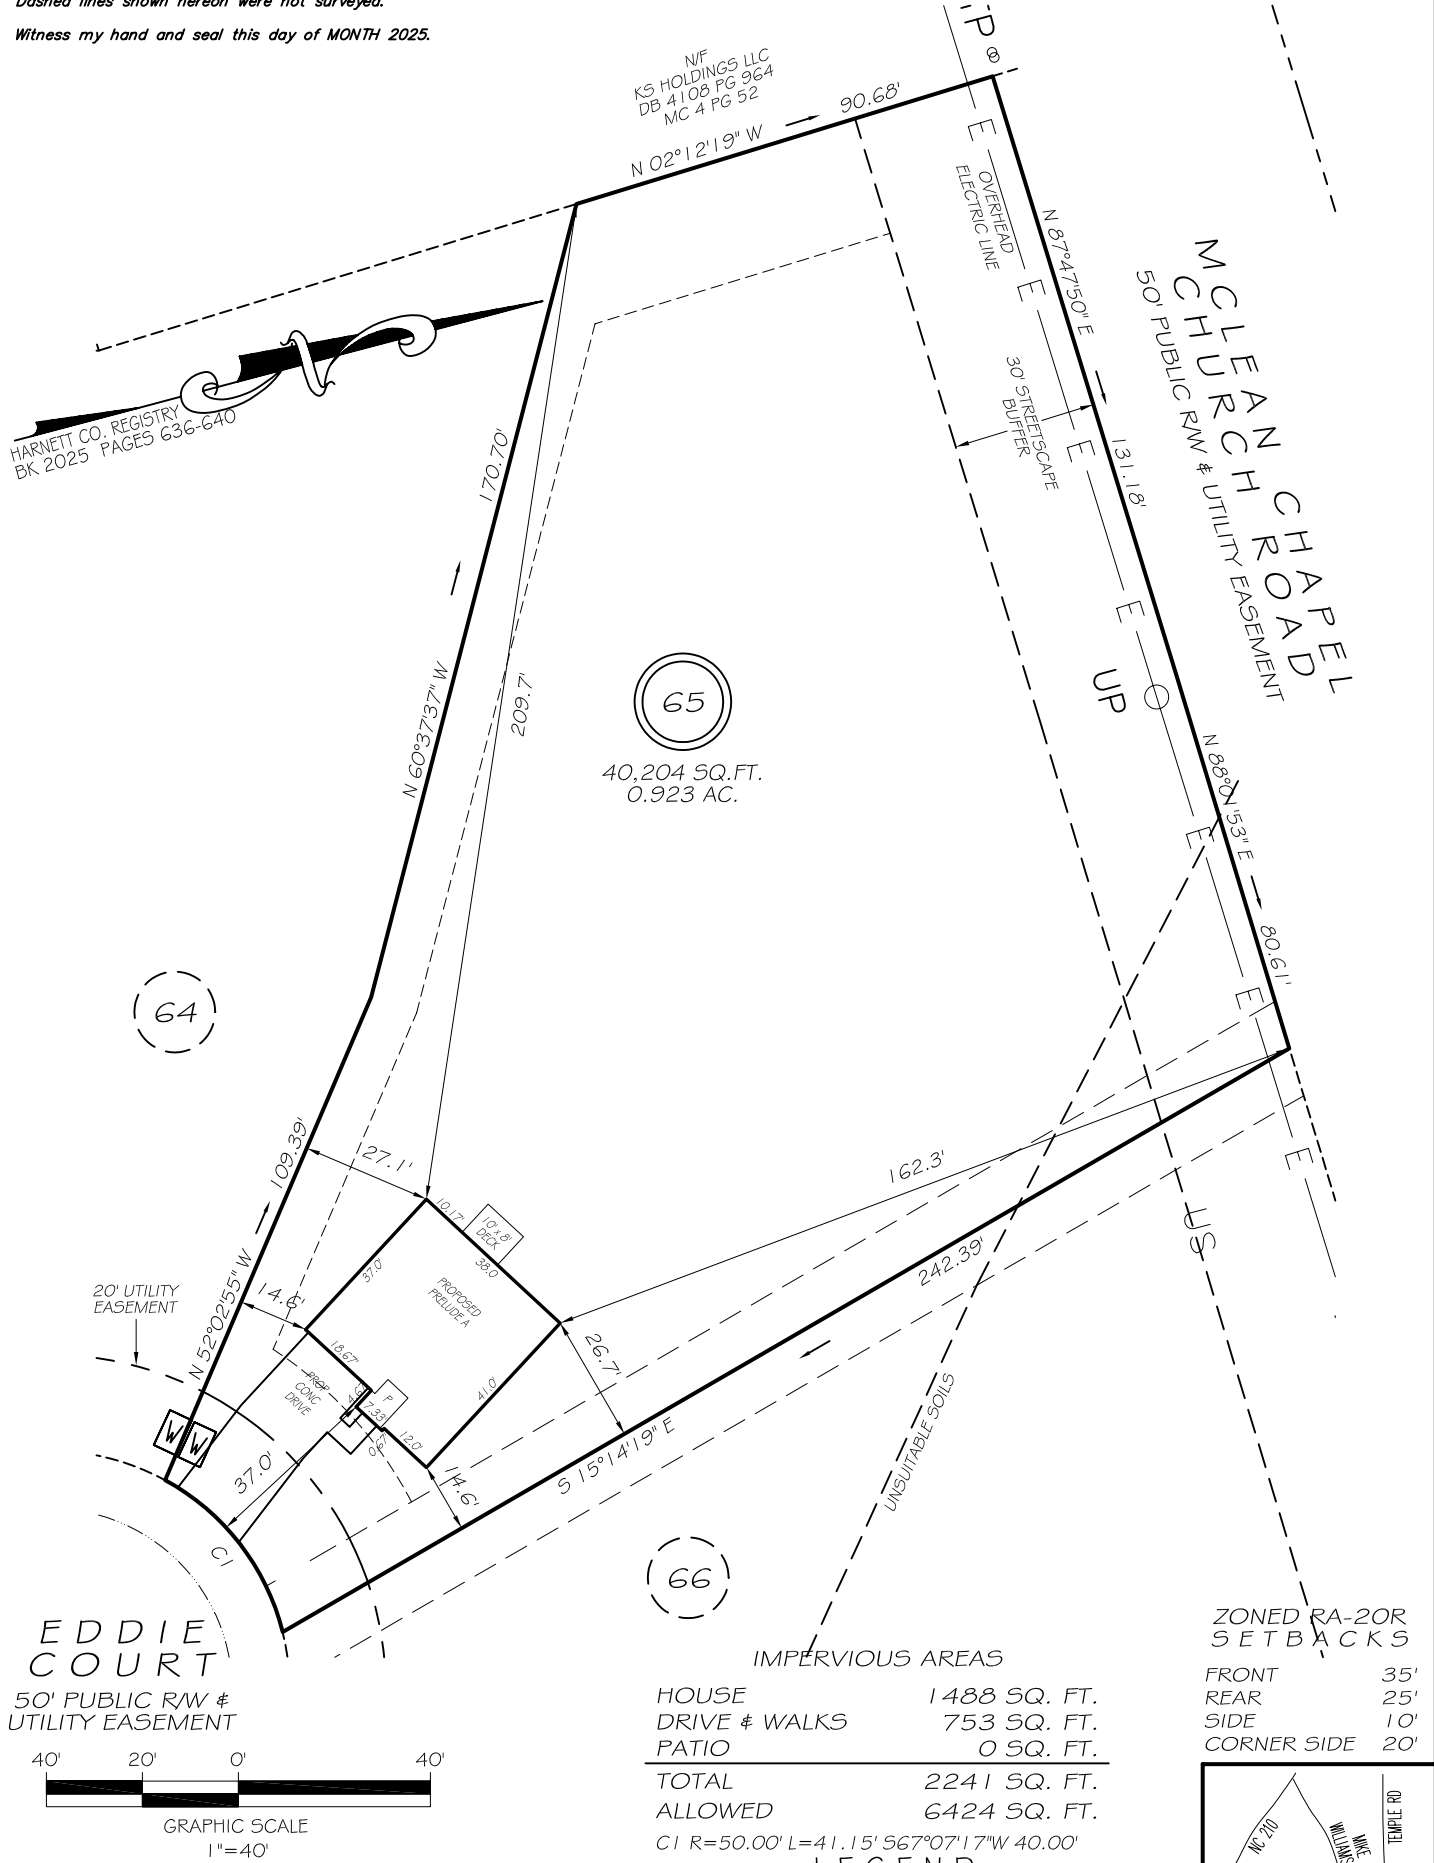 Dashed lines shown hereon were not surveyed.
Witness my hand and seal this day of MONTH 2025.
N/F
KS HOLDINGS LLC
DB 4108 PG 964
MC 4 PG 52
N 02°12'19" W
90.68'
P
E
OVERHEAD
ELECTRIC LINE
N 87°47'50" E
131.18'
E
E
E
E
E
E
30' STREETSCAPE
BUFFER
MCLEAN CHAPEL
CHURCH ROAD
50' PUBLIC R/W & UTILITY EASEMENT
HARNETT CO. REGISTRY
BK 2025 PAGES 636-640
N
170.70'
N 60°37'37" W
209.7'
65
40,204 SQ.FT.
0.923 AC.
UP
N 88°01'53" E
80.61'
64
109.39'
N 52°02'55" W
27.1'
10.17'
10'x8'
DECK
38.0
37.0'
PROPOSED
PRELUDE A
162.3'
242.39'
US
20' UTILITY
EASEMENT
14.6'
18.67'
PROP
CONC
DRIVE
P
7.33'
0.67'
12.0'
41.0'
26.7'
W
W
37.0'
14.6'
S 15°14'19" E
UNSUITABLE SOILS
C1
66
EDDIE
COURT
50' PUBLIC R/W &
UTILITY EASEMENT
40' 20' 0' 40'
GRAPHIC SCALE
1"=40'
IMPERVIOUS AREAS
HOUSE 1488 SQ. FT.
DRIVE & WALKS 753 SQ. FT.
PATIO 0 SQ. FT.
TOTAL 2241 SQ. FT.
ALLOWED 6424 SQ. FT.
C1 R=50.00' L=41.15' S67°07'17"W 40.00'
LEGEND
ZONED RA-20R
SETBACKS
FRONT 35'
REAR 25'
SIDE 10'
CORNER SIDE 20'
NC 210
MIKE
WILLIAMS
TEMPLE RD